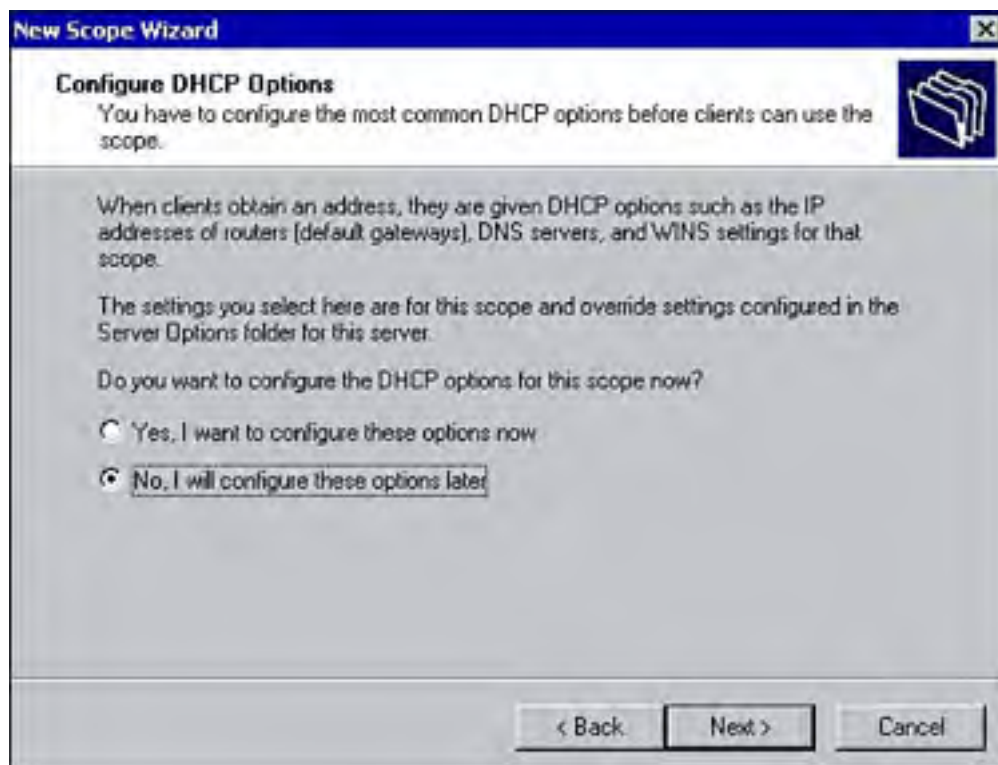 New Scope Wizard
Configure DHCP Options
You have to configure the most common DHCP options before clients can use the
scope.
When clients obtain an address, they are given DHCP options such as the IP
addresses of routers (default gateways), DNS servers, and WINS settings for that
scope.
The settings you select here are for this scope and override settings configured in the
Server Options folder for this server.
Do you want to configure the DHCP options for this scope now?
Yes, I want to configure these options now
No, I will configure these options later
< Back
Next >
Cancel